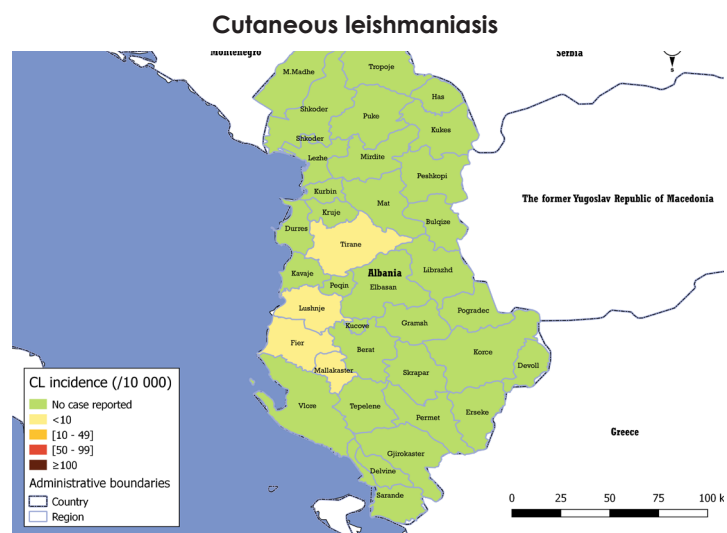 Cutaneous leishmaniasis
Montenegro
Serbia
s
M.Madhe
Tropoje
Has
Shkoder
Puke
Kukes
Shkoder
Lezhe
Mirdite
Peshkopi
Kurbin
Mat
The former Yugoslav Republic of Macedonia
Kruje
Durres
Bulqize
Tirane
Kavaje
Albania
Librazhd
Peqin
Elbasan
Lushnje
Pogradec
Kucove
Gramsh
Fier
Berat
Korce
Mallakaster
Skrapar
Devoll
Vlore
Tepelene
Permet
Erseke
Greece
Gjirokaster
Delvine
Sarande
CL incidence (/10 000)
No case reported
<10
[10 - 49]
[50 - 99]
≥100
Administrative boundaries
Country
Region
0 25 50 75 100 k